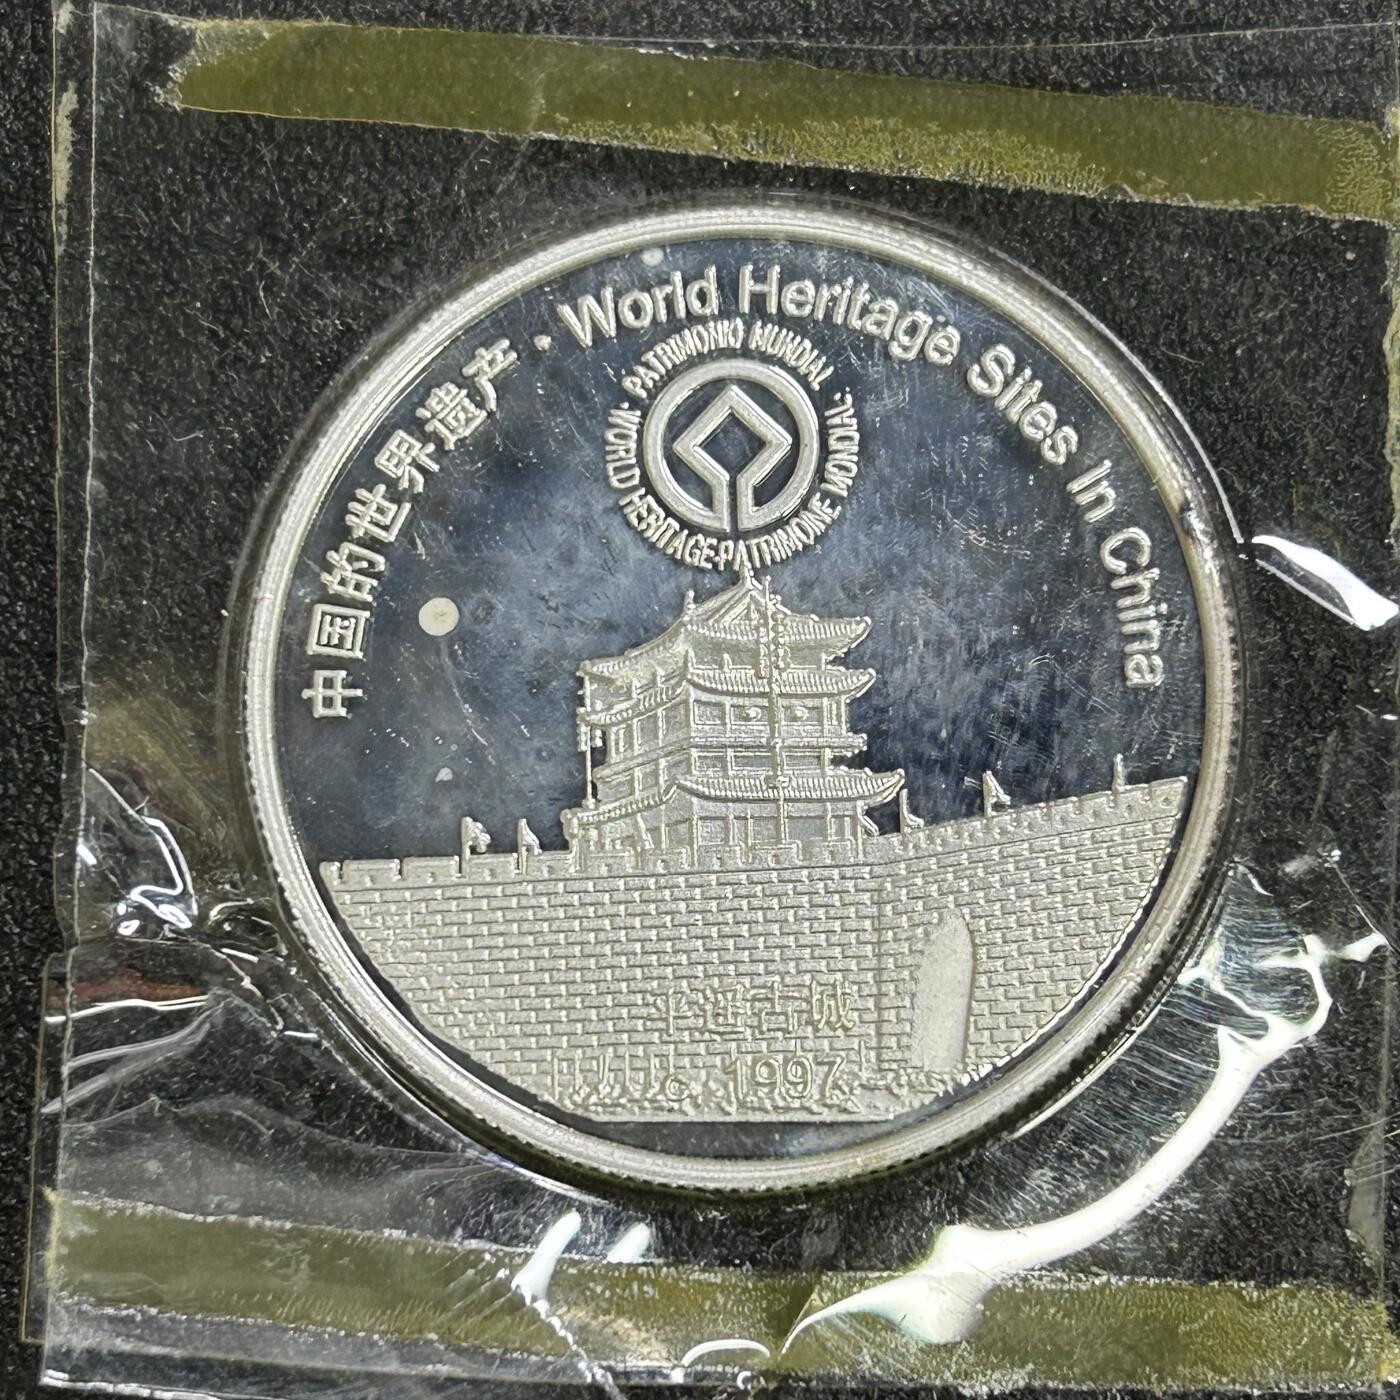 中国的世界遗产 · World Heritage Sites In China
· PATRIMONIO MUNDIAL · WORLD HERITAGE · PATRIMOINE MONDIAL
平遥古城
1997